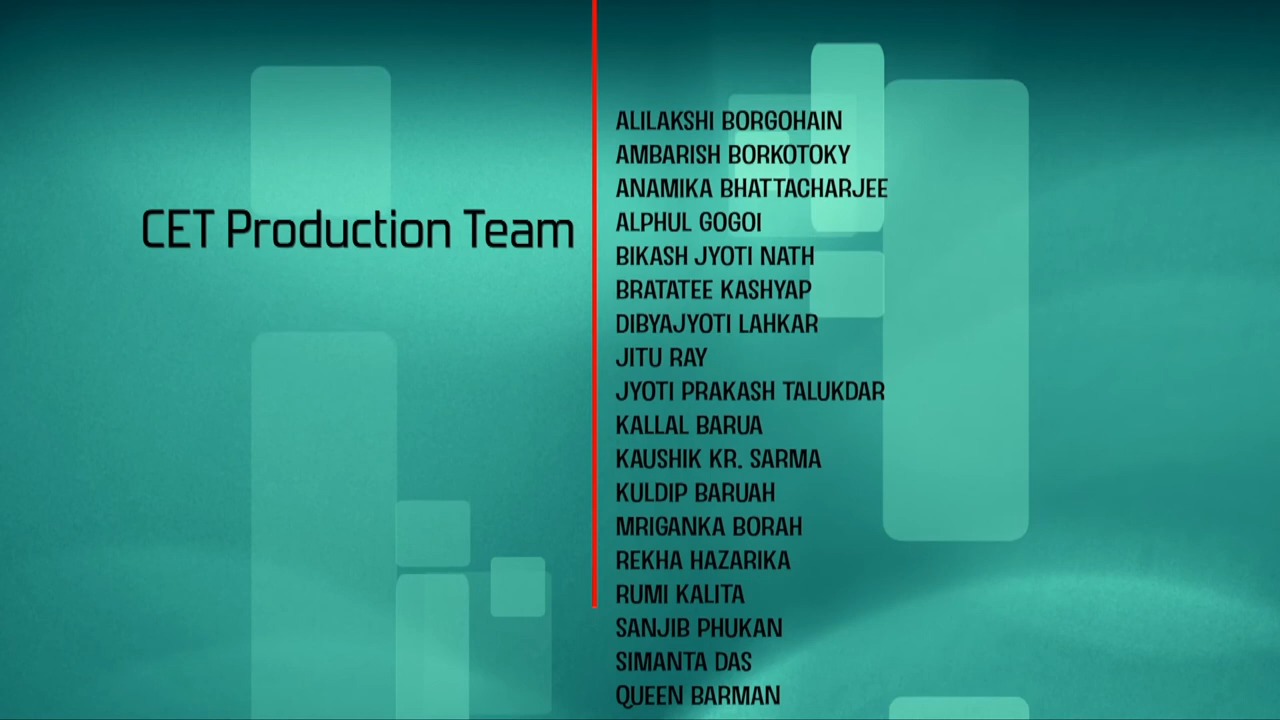 CET Production Team
ALILAKSHI BORGOHAIN
AMBARISH BORKOTOKY
ANAMIKA BHATTACHARJEE
ALPHUL GOGOI
BIKASH JYOTI NATH
BRATATEE KASHYAP
DIBYAJYOTI LAHKAR
JITU RAY
JYOTI PRAKASH TALUKDAR
KALLAL BARUA
KAUSHIK KR. SARMA
KULDIP BARUAH
MRIGANKA BORAH
REKHA HAZARIKA
RUMI KALITA
SANJIB PHUKAN
SIMANTA DAS
QUEEN BARMAN